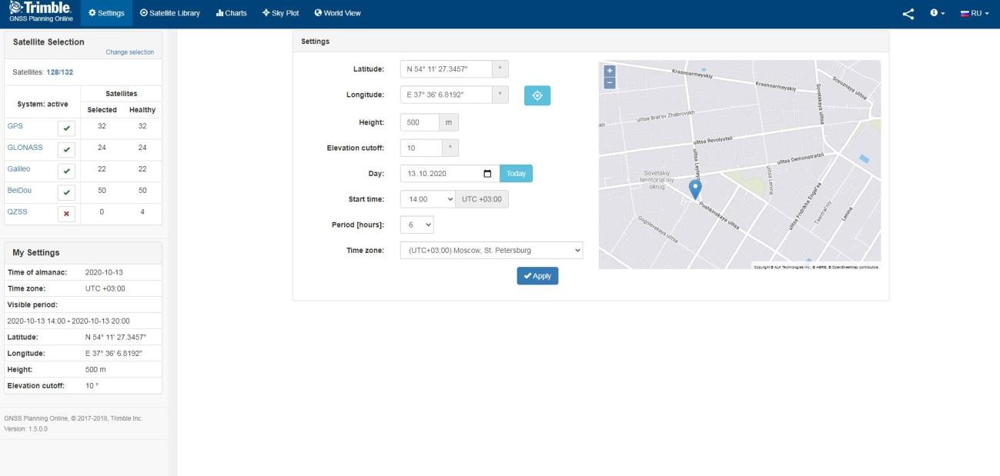 Trimble.
GNSS Planning Online
Settings
Satellite Library
Charts
Sky Plot
World View
RU
Satellite Selection
Change selection
Satellites: 128/132
System: active
Satellites
Selected Healthy
GPS 32 32
GLONASS 24 24
Galileo 22 22
BeiDou 50 50
QZSS 0 4
My Settings
Time of almanac: 2020-10-13
Time zone: UTC +03:00
Visible period:
2020-10-13 14:00 - 2020-10-13 20:00
Latitude: N 54° 11' 27.3457"
Longitude: E 37° 36' 6.8192"
Height: 500 m
Elevation cutoff: 10 °
GNSS Planning Online, © 2017-2018, Trimble Inc.
Version: 1.5.0.0
Settings
Latitude: N 54° 11' 27.3457" °
Longitude: E 37° 36' 6.8192" °
Height: 500 m
Elevation cutoff: 10 °
Day: 13.10.2020 Today
Start time: 14:00 UTC +03:00
Period [hours]: 6
Time zone: (UTC+03:00) Moscow, St. Petersburg
Apply
+
−
Krasnoarmeyskiy
Krasnoarmeyskiy
Soyuznaya ulitsa
Sovetskaya ulitsa
ulitsa Brat'ev Zhabrovykh
ulitsa Revolyutsii
ulitsa Demonstratsii
Sovetskiy
territorial'niy
okrug
ulitsa Lenina
Pushkinskaya ulitsa
Gogolevskaya ulitsa
ulitsa Fridrikha Engel'sa
Tsentral'niy
Lenina
Copyright © ALK Technologies Inc., © HERE, © OpenStreetMap contributors.